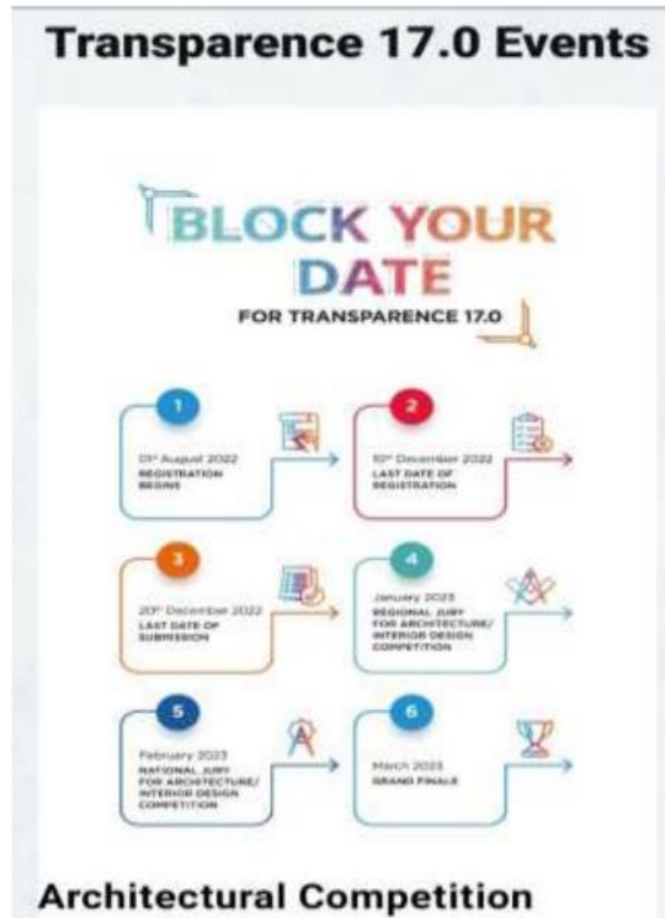 Transparence 17.0 Events
BLOCK YOUR
DATE
FOR TRANSPARENCE 17.0
1
01st August 2022
REGISTRATION
BEGINS
2
10th December 2022
LAST DATE OF
REGISTRATION
3
20th December 2022
LAST DATE OF
SUBMISSION
4
January 2023
REGIONAL JURY
FOR ARCHITECTURE/
INTERIOR DESIGN
COMPETITION
5
February 2023
NATIONAL JURY
FOR ARCHITECTURE/
INTERIOR DESIGN
COMPETITION
6
March 2023
GRAND FINALE
Architectural Competition